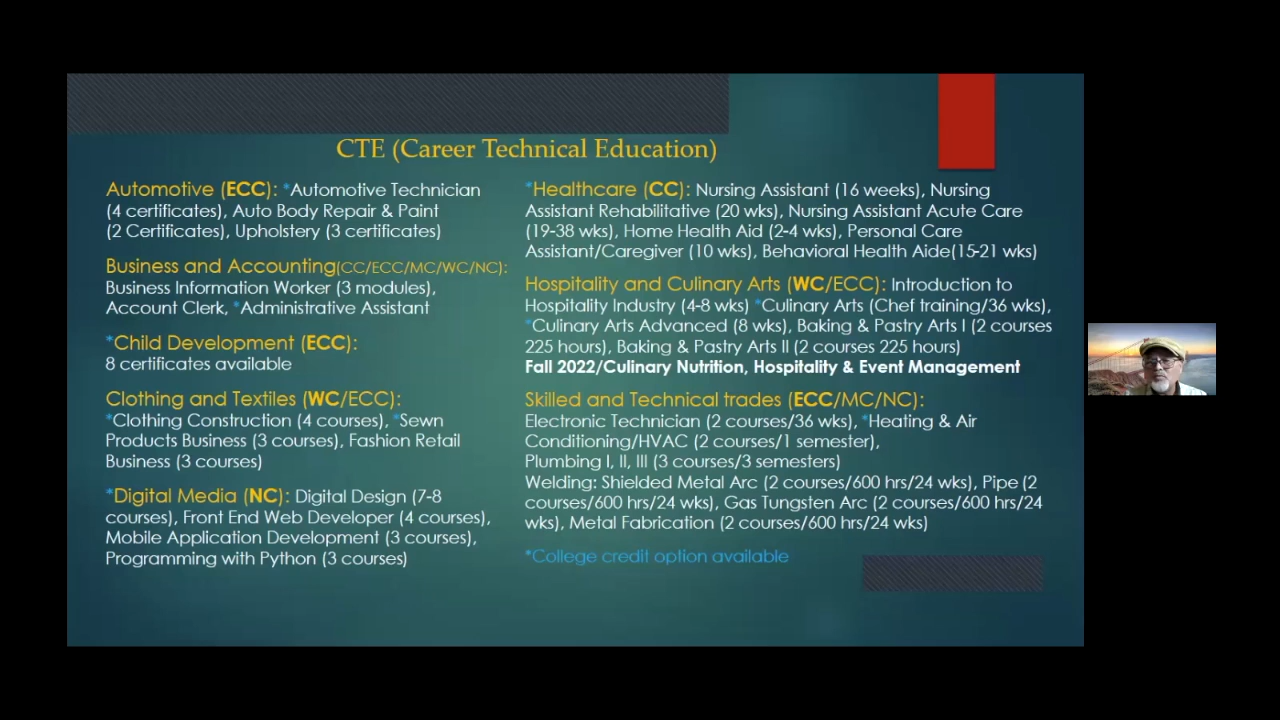 CTE (Career Technical Education)
Automotive (ECC): *Automotive Technician
(4 certificates), Auto Body Repair & Paint
(2 Certificates), Upholstery (3 certificates)
Business and Accounting(CC/ECC/MC/WC/NC):
Business Information Worker (3 modules),
Account Clerk, *Administrative Assistant
*Child Development (ECC):
8 certificates available
Clothing and Textiles (WC/ECC):
*Clothing Construction (4 courses), *Sewn
Products Business (3 courses), Fashion Retail
Business (3 courses)
*Digital Media (NC): Digital Design (7-8
courses), Front End Web Developer (4 courses),
Mobile Application Development (3 courses),
Programming with Python (3 courses)
*Healthcare (CC): Nursing Assistant (16 weeks), Nursing
Assistant Rehabilitative (20 wks), Nursing Assistant Acute Care
(19-38 wks), Home Health Aid (2-4 wks), Personal Care
Assistant/Caregiver (10 wks), Behavioral Health Aide(15-21 wks)
Hospitality and Culinary Arts (WC/ECC): Introduction to
Hospitality Industry (4-8 wks) *Culinary Arts (Chef training/36 wks),
*Culinary Arts Advanced (8 wks), Baking & Pastry Arts I (2 courses
225 hours), Baking & Pastry Arts II (2 courses 225 hours)
Fall 2022/Culinary Nutrition, Hospitality & Event Management
Skilled and Technical trades (ECC/MC/NC):
Electronic Technician (2 courses/36 wks), *Heating & Air
Conditioning/HVAC (2 courses/1 semester),
Plumbing I, II, III (3 courses/3 semesters)
Welding: Shielded Metal Arc (2 courses/600 hrs/24 wks), Pipe (2
courses/600 hrs/24 wks), Gas Tungsten Arc (2 courses/600 hrs/24
wks), Metal Fabrication (2 courses/600 hrs/24 wks)
*College credit option available